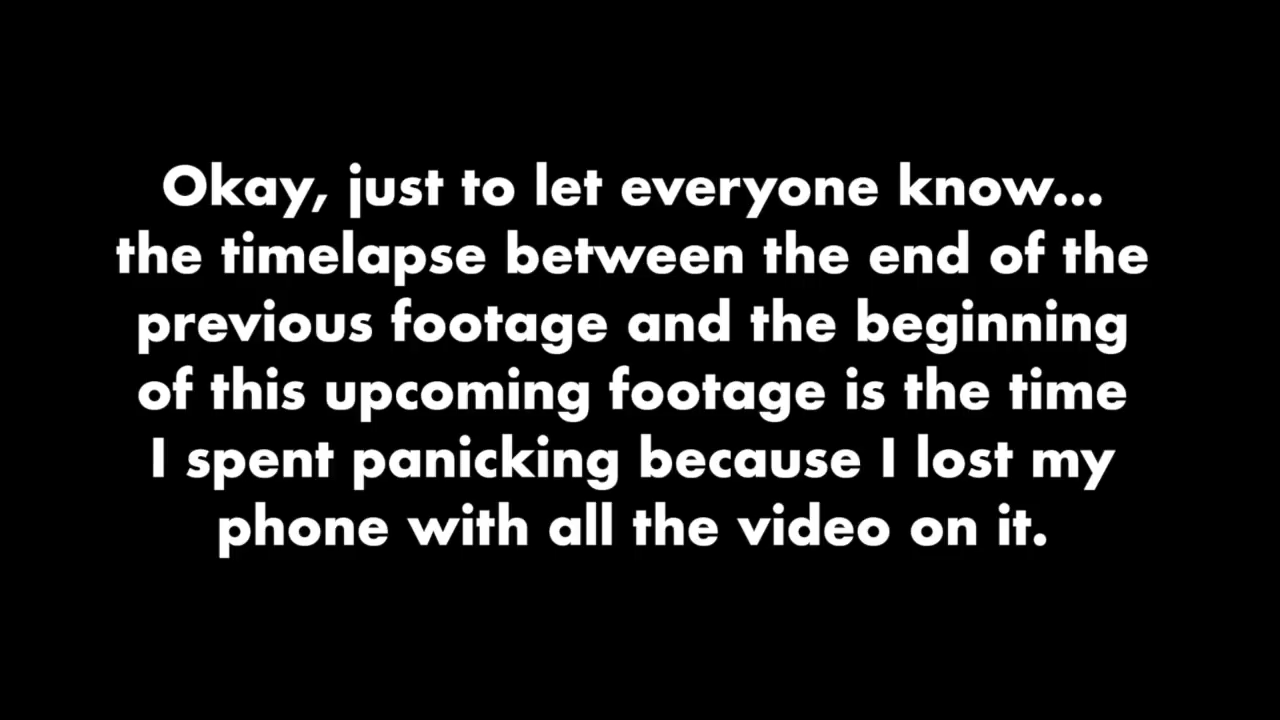 Okay, just to let everyone know...
the timelapse between the end of the
previous footage and the beginning
of this upcoming footage is the time
I spent panicking because I lost my
phone with all the video on it.